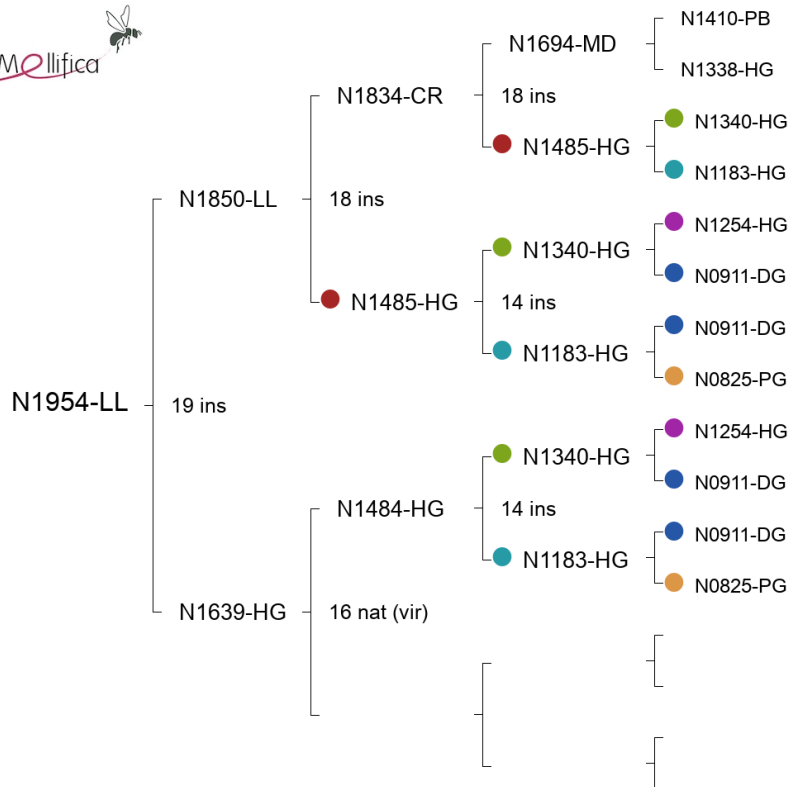 Mellifica
N1410-PB
N1694-MD
N1338-HG
N1834-CR
18 ins
N1340-HG
N1485-HG
N1183-HG
N1850-LL
18 ins
N1254-HG
N1340-HG
N0911-DG
N1485-HG
14 ins
N0911-DG
N1183-HG
N0825-PG
N1954-LL
19 ins
N1254-HG
N1340-HG
N0911-DG
N1484-HG
14 ins
N0911-DG
N1183-HG
N0825-PG
N1639-HG
16 nat (vir)